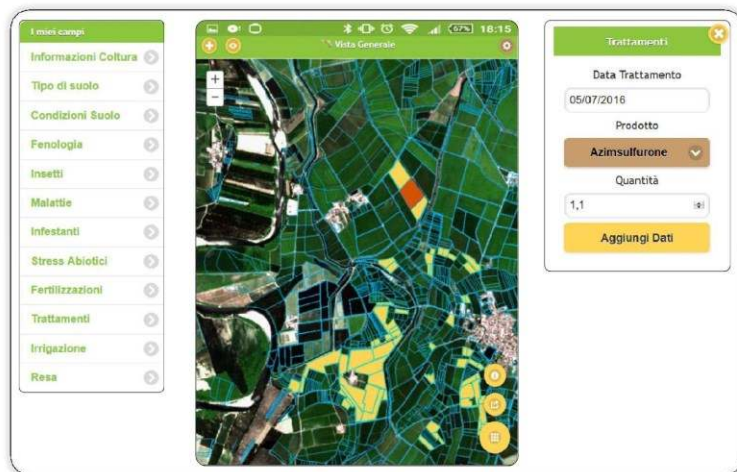 I miei campi
Informazioni Coltura
Tipo di suolo
Condizioni Suolo
Fenologia
Insetti
Malattie
Infestanti
Stress Abiotici
Fertilizzazioni
Trattamenti
Irrigazione
Resa
67% 18:15
Vista Generale
+
-
Trattamenti
Data Trattamento
05/07/2016
Prodotto
Azimsulfurone
Quantità
1,1
Aggiungi Dati